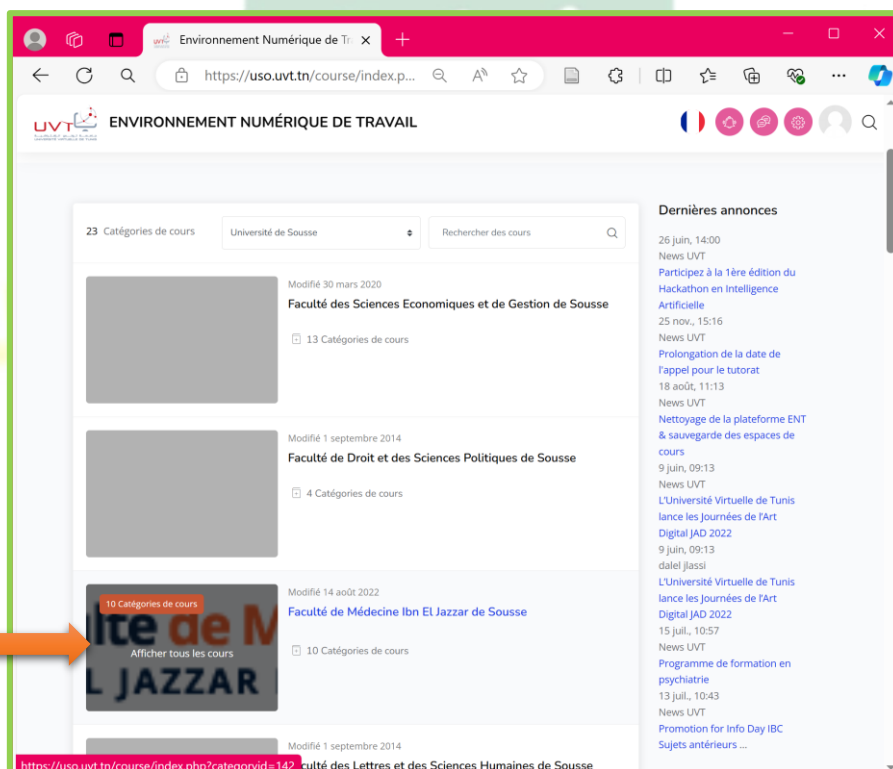 Environnement Numérique de Tr
https://uso.uvt.tn/course/index.p...
UVT
ENVIRONNEMENT NUMÉRIQUE DE TRAVAIL
23 Catégories de cours
Université de Sousse
Rechercher des cours
Modifié 30 mars 2020
Faculté des Sciences Economiques et de Gestion de Sousse
13 Catégories de cours
Modifié 1 septembre 2014
Faculté de Droit et des Sciences Politiques de Sousse
4 Catégories de cours
10 Catégories de cours
Afficher tous les cours
JAZZAR
Modifié 14 août 2022
Faculté de Médecine Ibn El Jazzar de Sousse
10 Catégories de cours
Modifié 1 septembre 2014
culté des Lettres et des Sciences Humaines de Sousse
https://uso.uvt.tn/course/index.php?categoryid=142
Dernières annonces
26 juin, 14:00
News UVT
Participez à la 1ère édition du
Hackathon en Intelligence
Artificielle
25 nov., 15:16
News UVT
Prolongation de la date de
l'appel pour le tutorat
18 août, 11:13
News UVT
Nettoyage de la plateforme ENT
& sauvegarde des espaces de
cours
9 juin, 09:13
News UVT
L'Université Virtuelle de Tunis
lance les Journées de l'Art
Digital JAD 2022
9 juin, 09:13
dalel jlassi
L'Université Virtuelle de Tunis
lance les Journées de l'Art
Digital JAD 2022
15 juil., 10:57
News UVT
Programme de formation en
psychiatrie
13 juil., 10:43
News UVT
Promotion for Info Day IBC
Sujets antérieurs ...